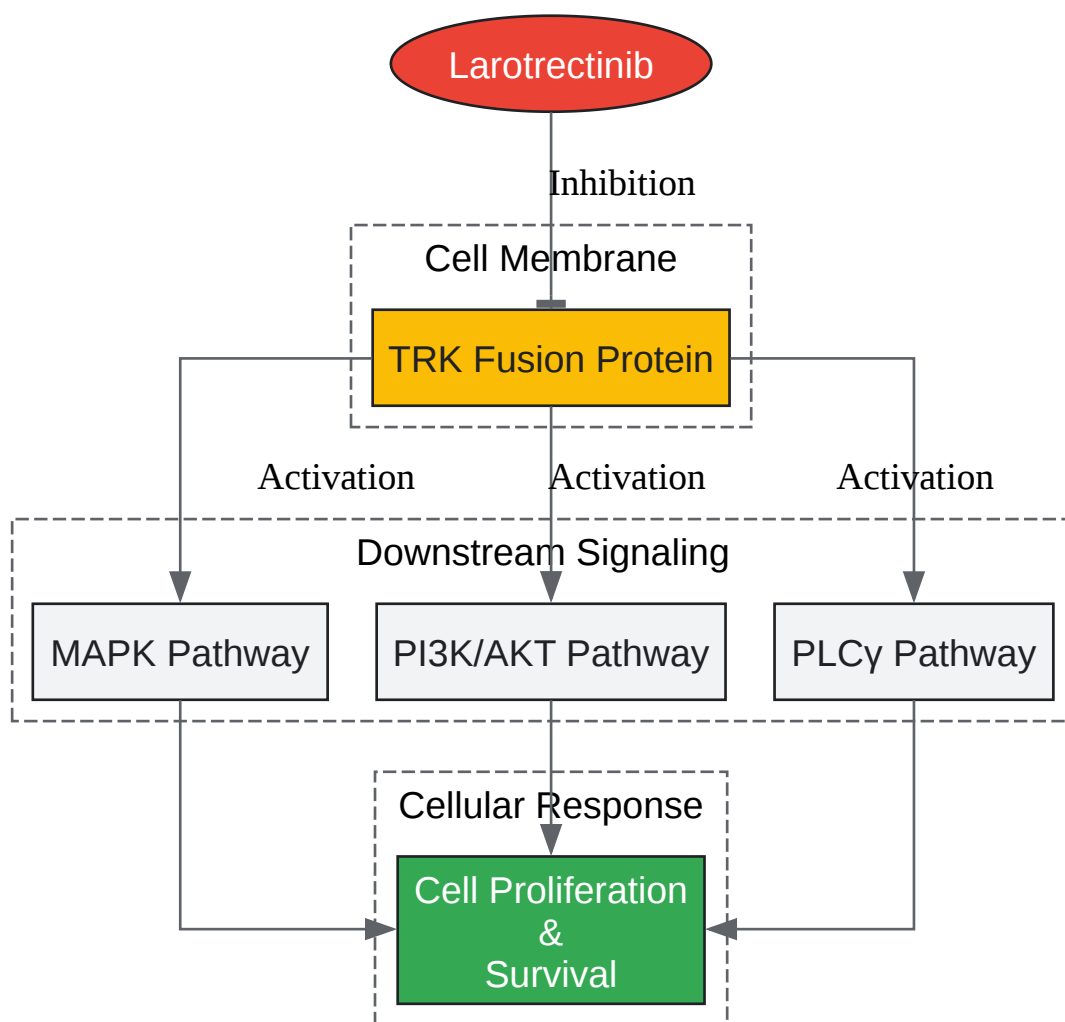 Larotrectinib
Inhibition
Cell Membrane
TRK Fusion Protein
Activation
Activation
Activation
Downstream Signaling
MAPK Pathway
PI3K/AKT Pathway
PLCγ Pathway
Cellular Response
Cell Proliferation
&
Survival